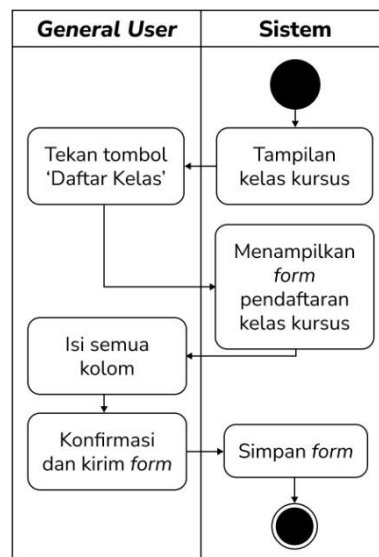 General User
Sistem
Tampilan
kelas kursus
Tekan tombol
'Daftar Kelas'
Menampilkan
form
pendaftaran
kelas kursus
Isi semua
kolom
Konfirmasi
dan kirim form
Simpan form